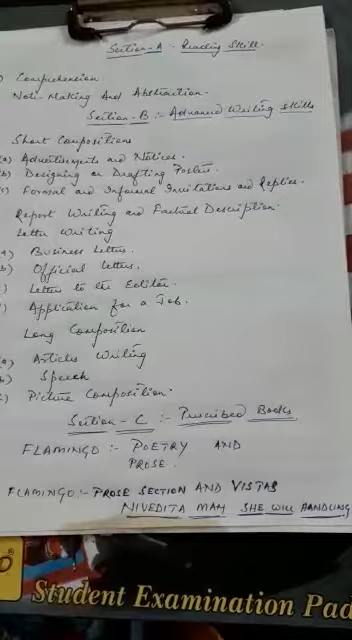 Section-A :- Reading Skill.
Comprehension
Note-Making And Abstraction.
Section-B :- Advanced Writing Skills
Short Compositions
(a) Advertisements and Notices.
(b) Designing or Drafting Poster.
(c) Formal and Informal Invitations and Replies.
Report Writing and Factual Description.
Letter Writing
a) Business Letters.
b) Official letters.
) Letter to the Editor.
) Application for a Job.
Long Composition
(a) Articles Writing
b) Speech
c) Picture Composition.
Section-C :- Prescribed Books
FLAMINGO :- POETRY AND
PROSE.
FLAMINGO:- PROSE SECTION AND VISTAS
NIVEDITA MAM SHE WILL HANDLING
Student Examination Pad